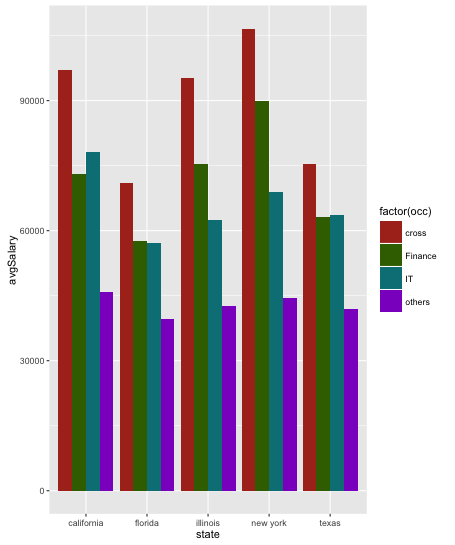 avgSalary
90000
60000
30000
0
california florida illinois new york texas
state
factor(occ)
cross
Finance
IT
others